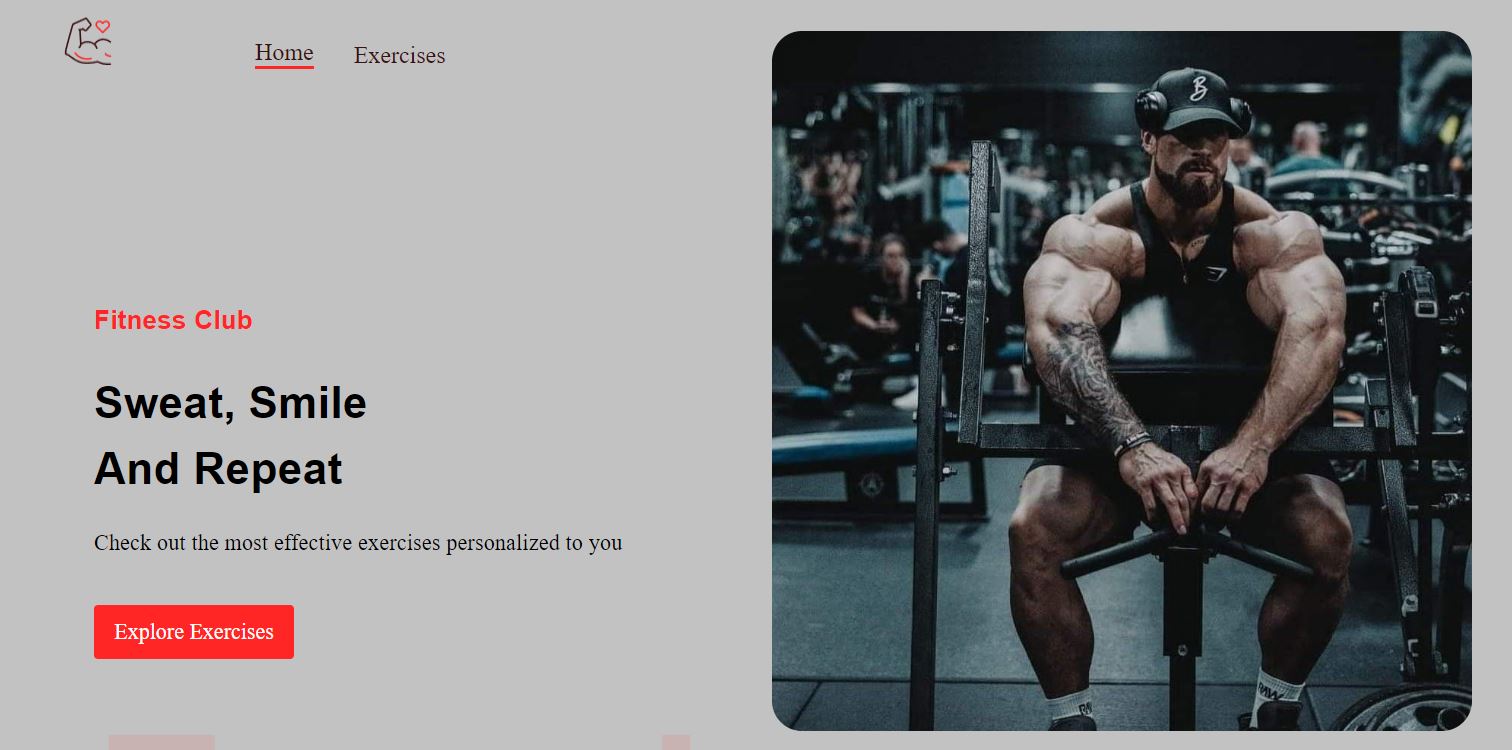 Home
Exercises
Fitness Club
Sweat, Smile
And Repeat
Check out the most effective exercises personalized to you
Explore Exercises
B
RAW